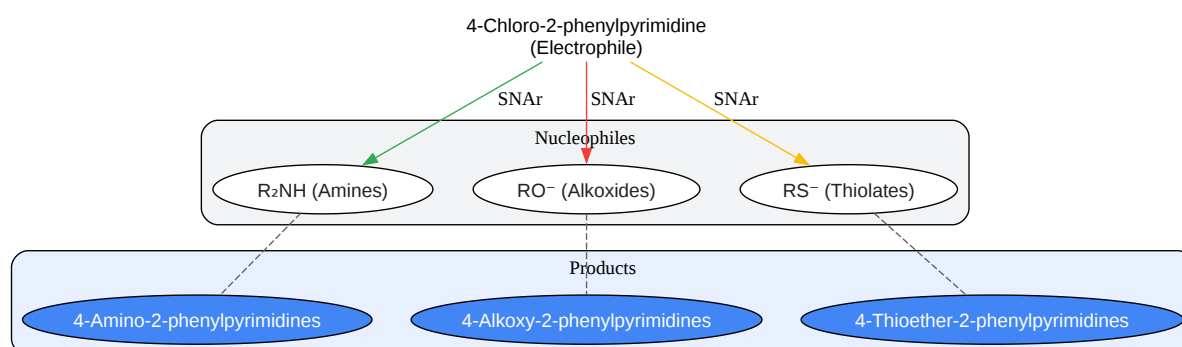 4-Chloro-2-phenylpyrimidine
(Electrophile)
SNAr
SNAr
SNAr
Nucleophiles
R₂NH (Amines)
RO⁻ (Alkoxides)
RS⁻ (Thiolates)
Products
4-Amino-2-phenylpyrimidines
4-Alkoxy-2-phenylpyrimidines
4-Thioether-2-phenylpyrimidines